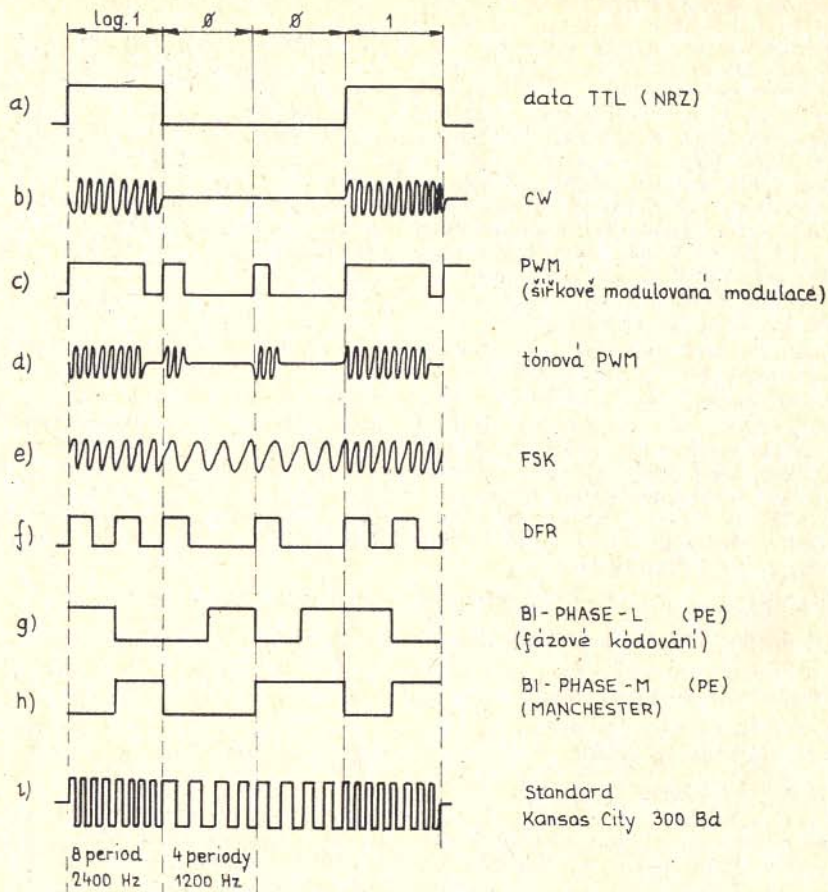 log. 1 Ø Ø 1
a) data TTL (NRZ)
b) CW
c) PWM
(šířkově modulovaná modulace)
d) tónová PWM
e) FSK
f) DFR
g) BI-PHASE-L (PE)
(fázové kódování)
h) BI-PHASE-M (PE)
(MANCHESTER)
i) Standard
Kansas City 300 Bd
8 period 4 periody
2400 Hz 1200 Hz